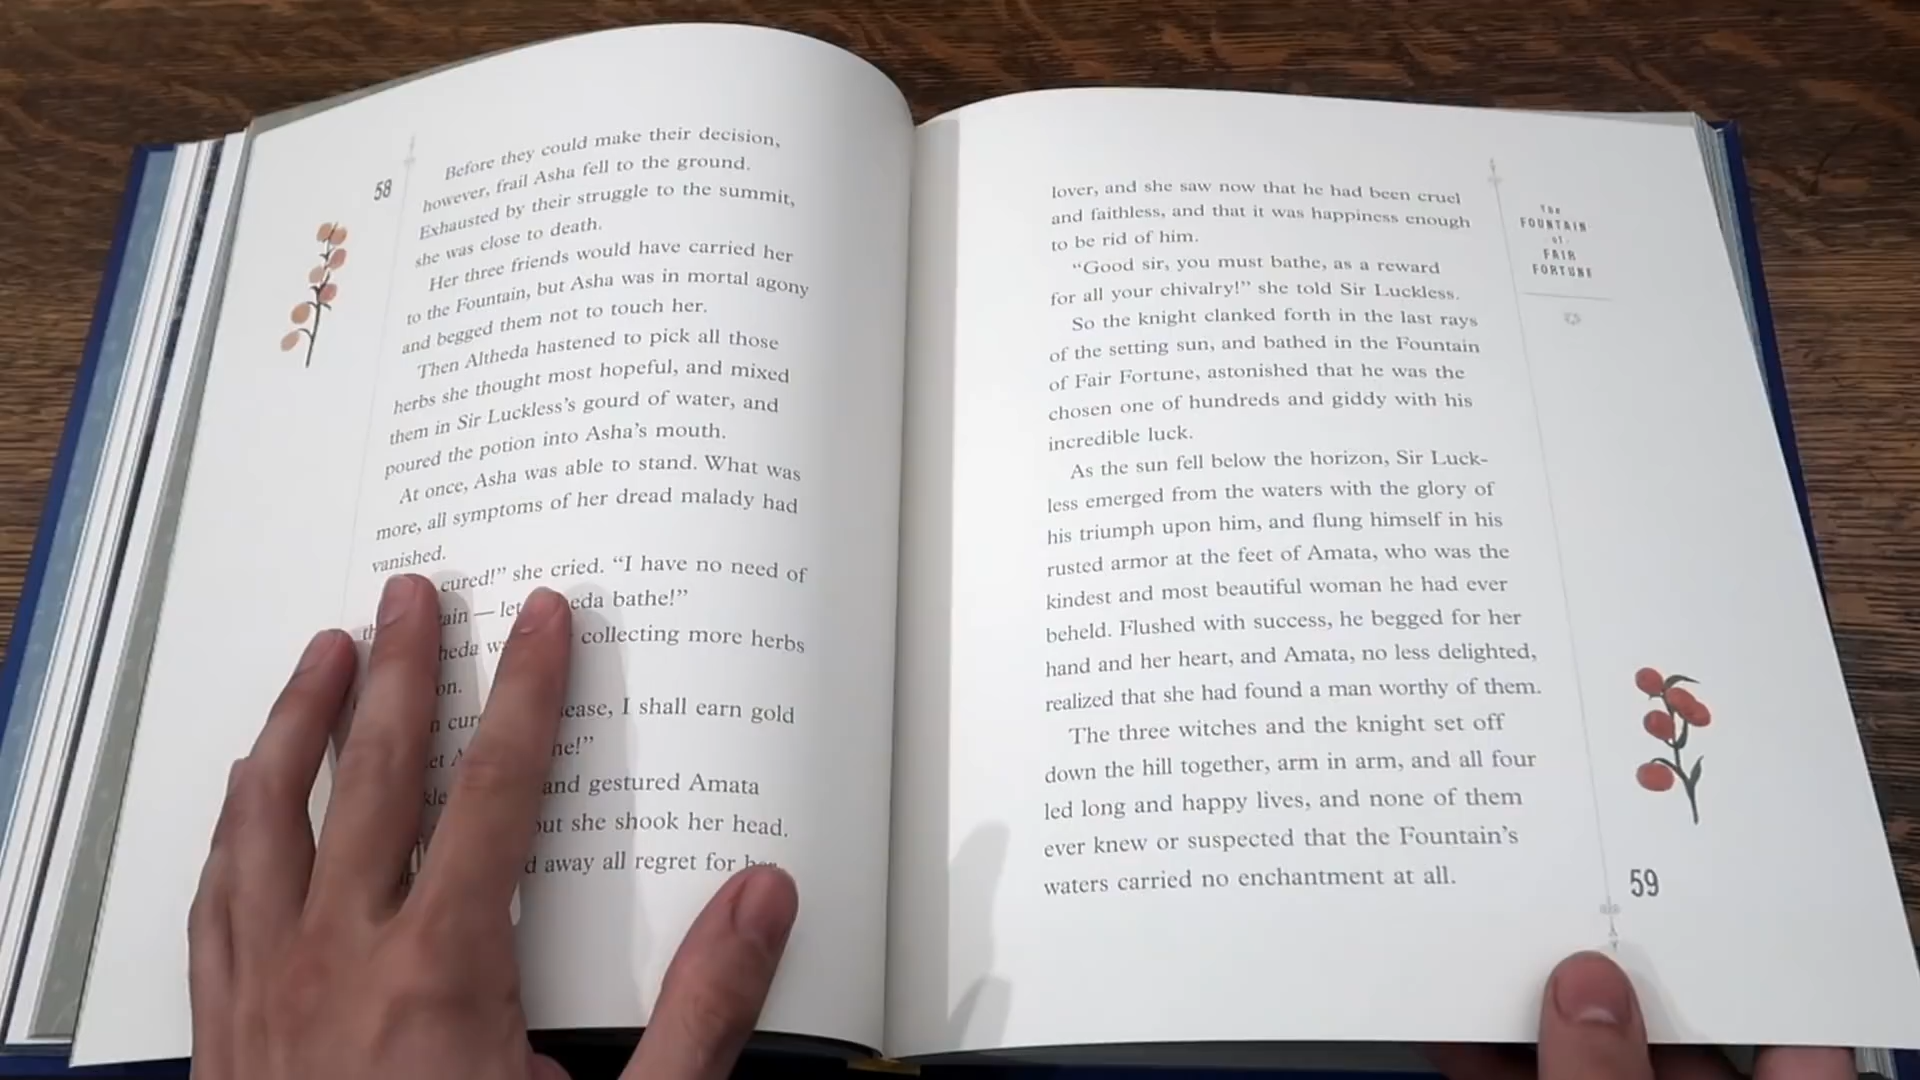 58
Before they could make their decision,
however, frail Asha fell to the ground.
Exhausted by their struggle to the summit,
she was close to death.
Her three friends would have carried her
to the Fountain, but Asha was in mortal agony
and begged them not to touch her.
Then Altheda hastened to pick all those
herbs she thought most hopeful, and mixed
them in Sir Luckless’s gourd of water, and
poured the potion into Asha’s mouth.
At once, Asha was able to stand. What was
more, all symptoms of her dread malady had
vanished.
cured!” she cried. “I have no need of
— let bathe!”
collecting more herbs
I shall earn gold
and gestured Amata
but she shook her head.
away all regret for
The
FOUNTAIN
of
FAIR
FORTUNE
lover, and she saw now that he had been cruel
and faithless, and that it was happiness enough
to be rid of him.
“Good sir, you must bathe, as a reward
for all your chivalry!” she told Sir Luckless.
So the knight clanked forth in the last rays
of the setting sun, and bathed in the Fountain
of Fair Fortune, astonished that he was the
chosen one of hundreds and giddy with his
incredible luck.
As the sun fell below the horizon, Sir Luck-
less emerged from the waters with the glory of
his triumph upon him, and flung himself in his
rusted armor at the feet of Amata, who was the
kindest and most beautiful woman he had ever
beheld. Flushed with success, he begged for her
hand and her heart, and Amata, no less delighted,
realized that she had found a man worthy of them.
The three witches and the knight set off
down the hill together, arm in arm, and all four
led long and happy lives, and none of them
ever knew or suspected that the Fountain’s
waters carried no enchantment at all.
59